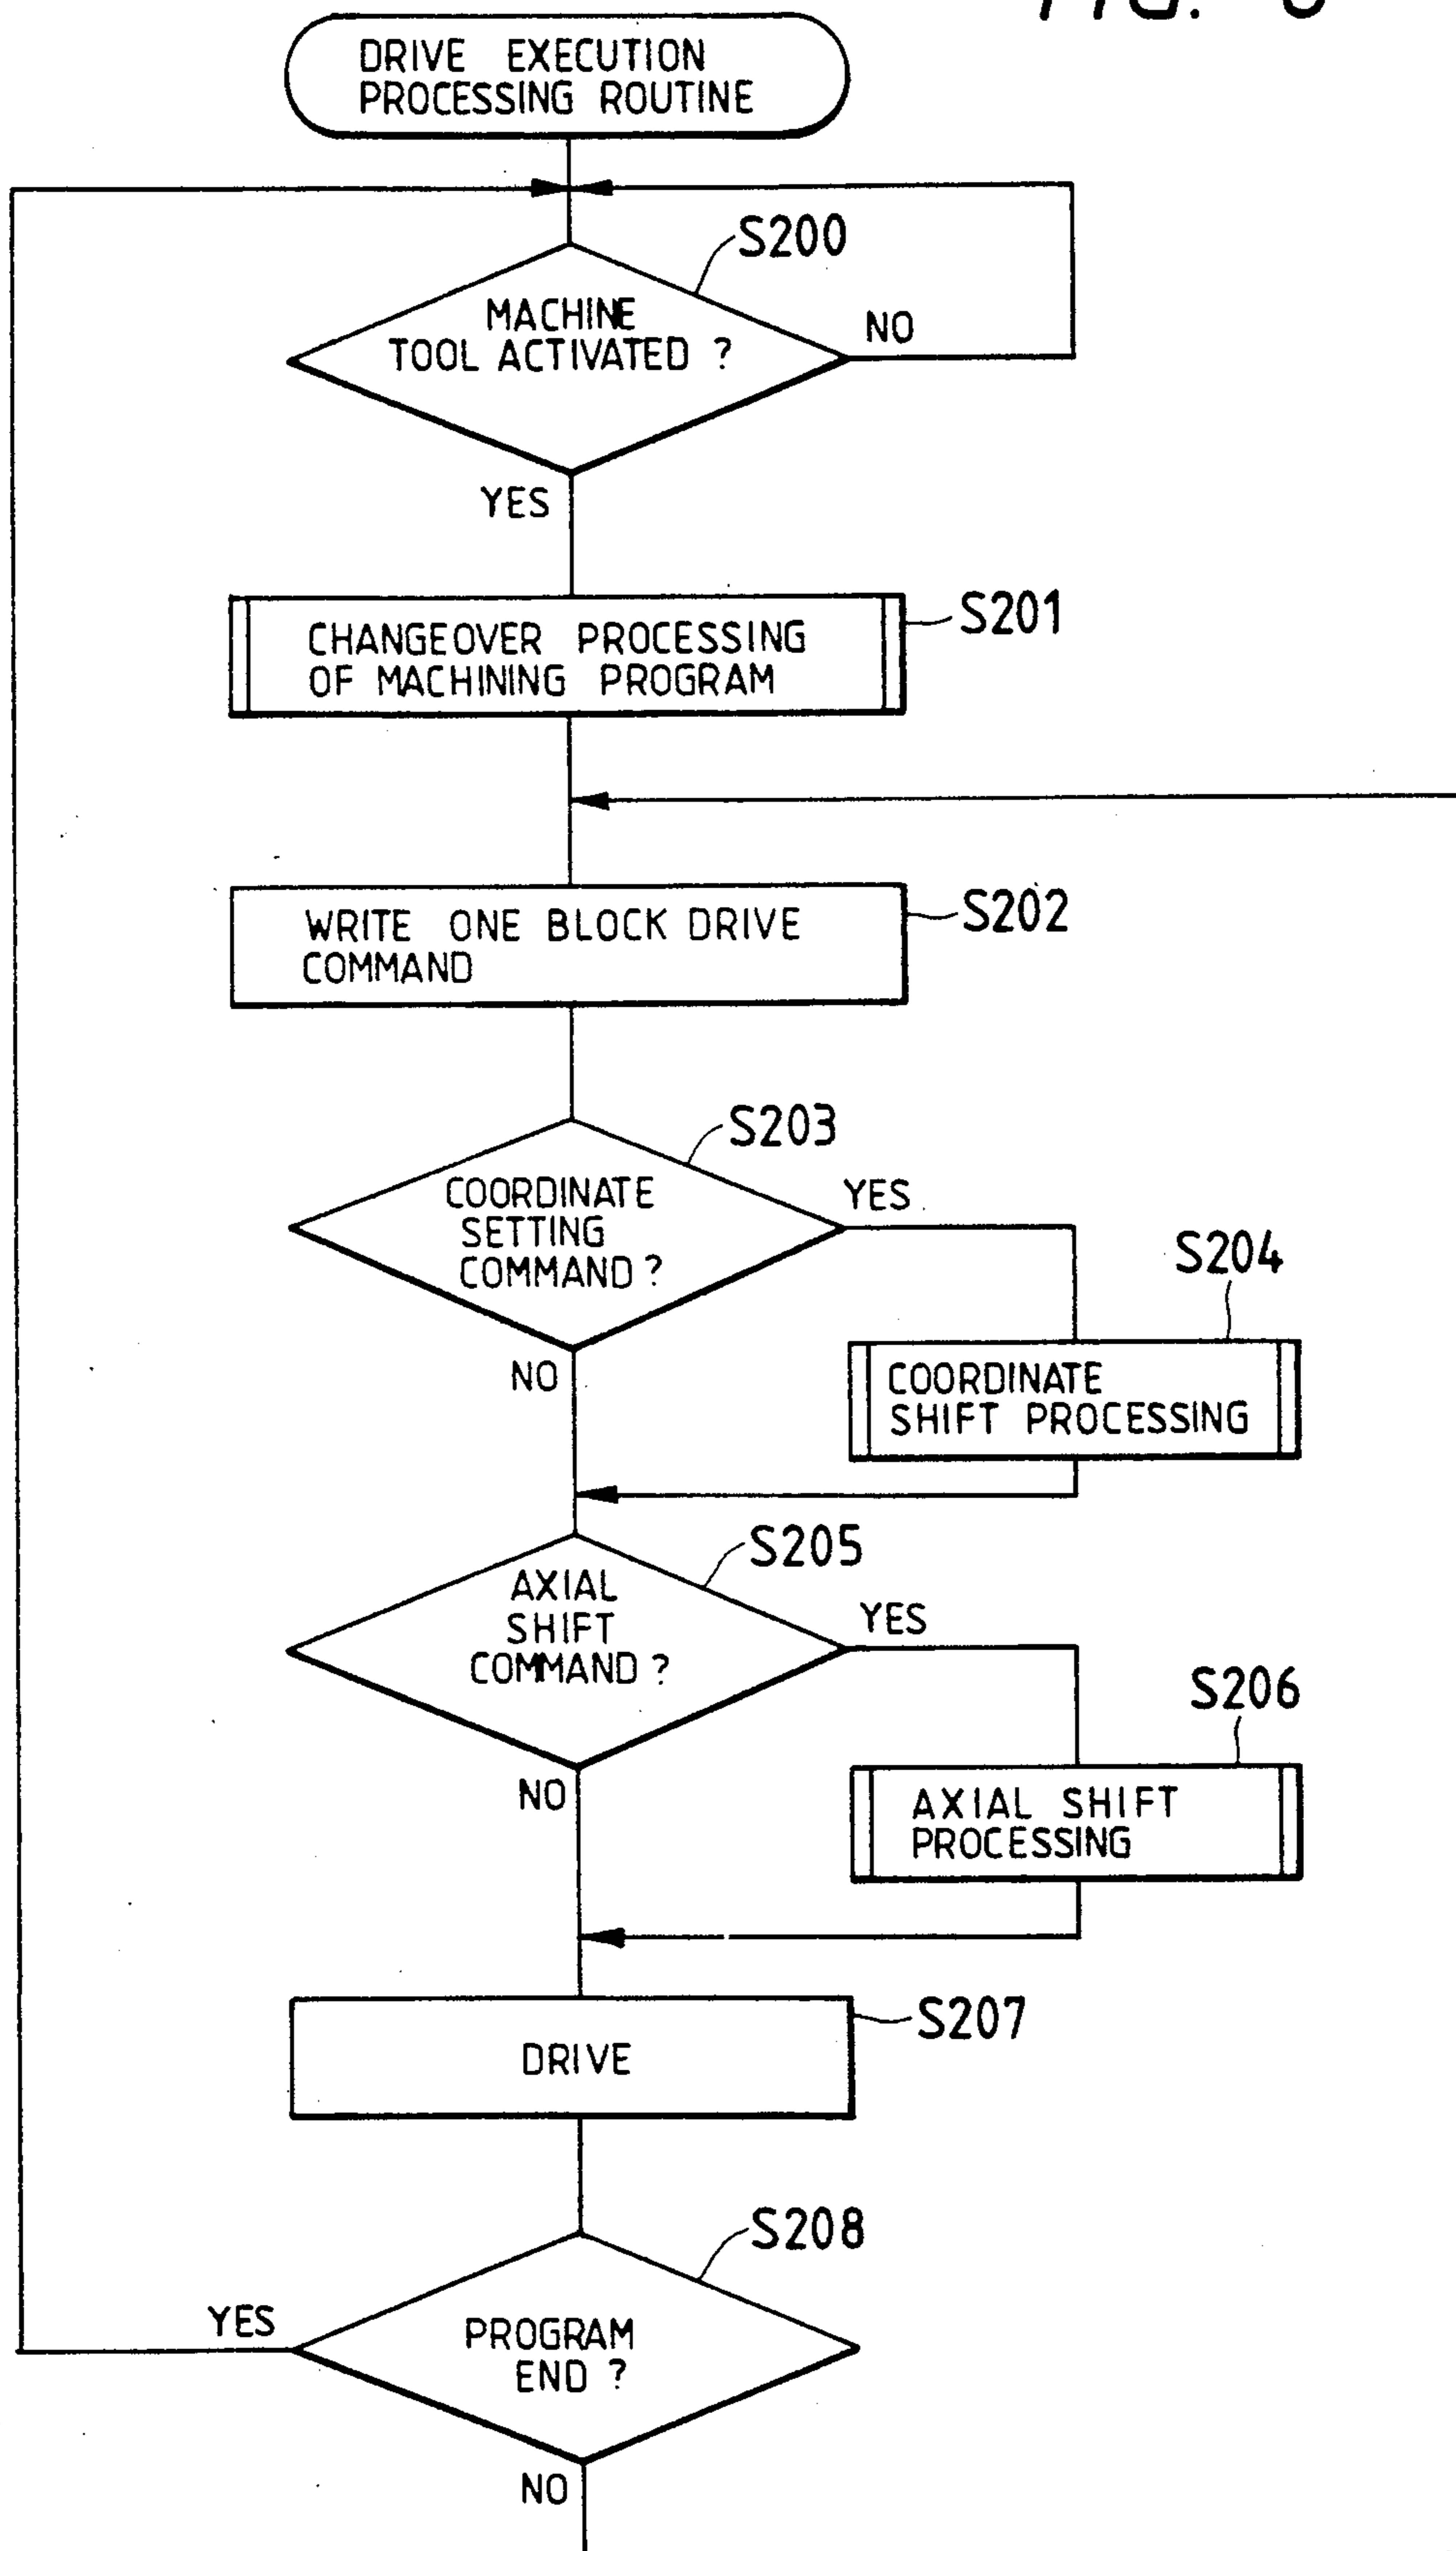 DRIVE EXECUTION
PROCESSING ROUTINE
S200
MACHINE
TOOL ACTIVATED ?
NO
YES
CHANGEOVER PROCESSING
OF MACHINING PROGRAM
S201
WRITE ONE BLOCK DRIVE
COMMAND
S202
S203
COORDINATE
SETTING
COMMAND ?
YES
S204
NO
COORDINATE
SHIFT PROCESSING
S205
AXIAL
SHIFT
COMMAND ?
YES
S206
NO
AXIAL SHIFT
PROCESSING
S207
DRIVE
S208
YES
PROGRAM
END ?
NO